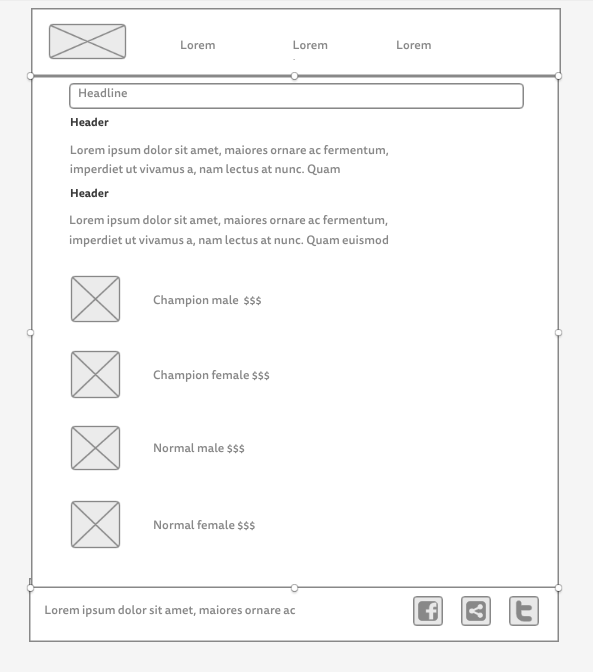 Lorem Lorem Lorem
Headline
Header
Lorem ipsum dolor sit amet, maiores ornare ac fermentum,
imperdiet ut vivamus a, nam lectus at nunc. Quam
Header
Lorem ipsum dolor sit amet, maiores ornare ac fermentum,
imperdiet ut vivamus a, nam lectus at nunc. Quam euismod
Champion male $$$
Champion female $$$
Normal male $$$
Normal female $$$
Lorem ipsum dolor sit amet, maiores ornare ac